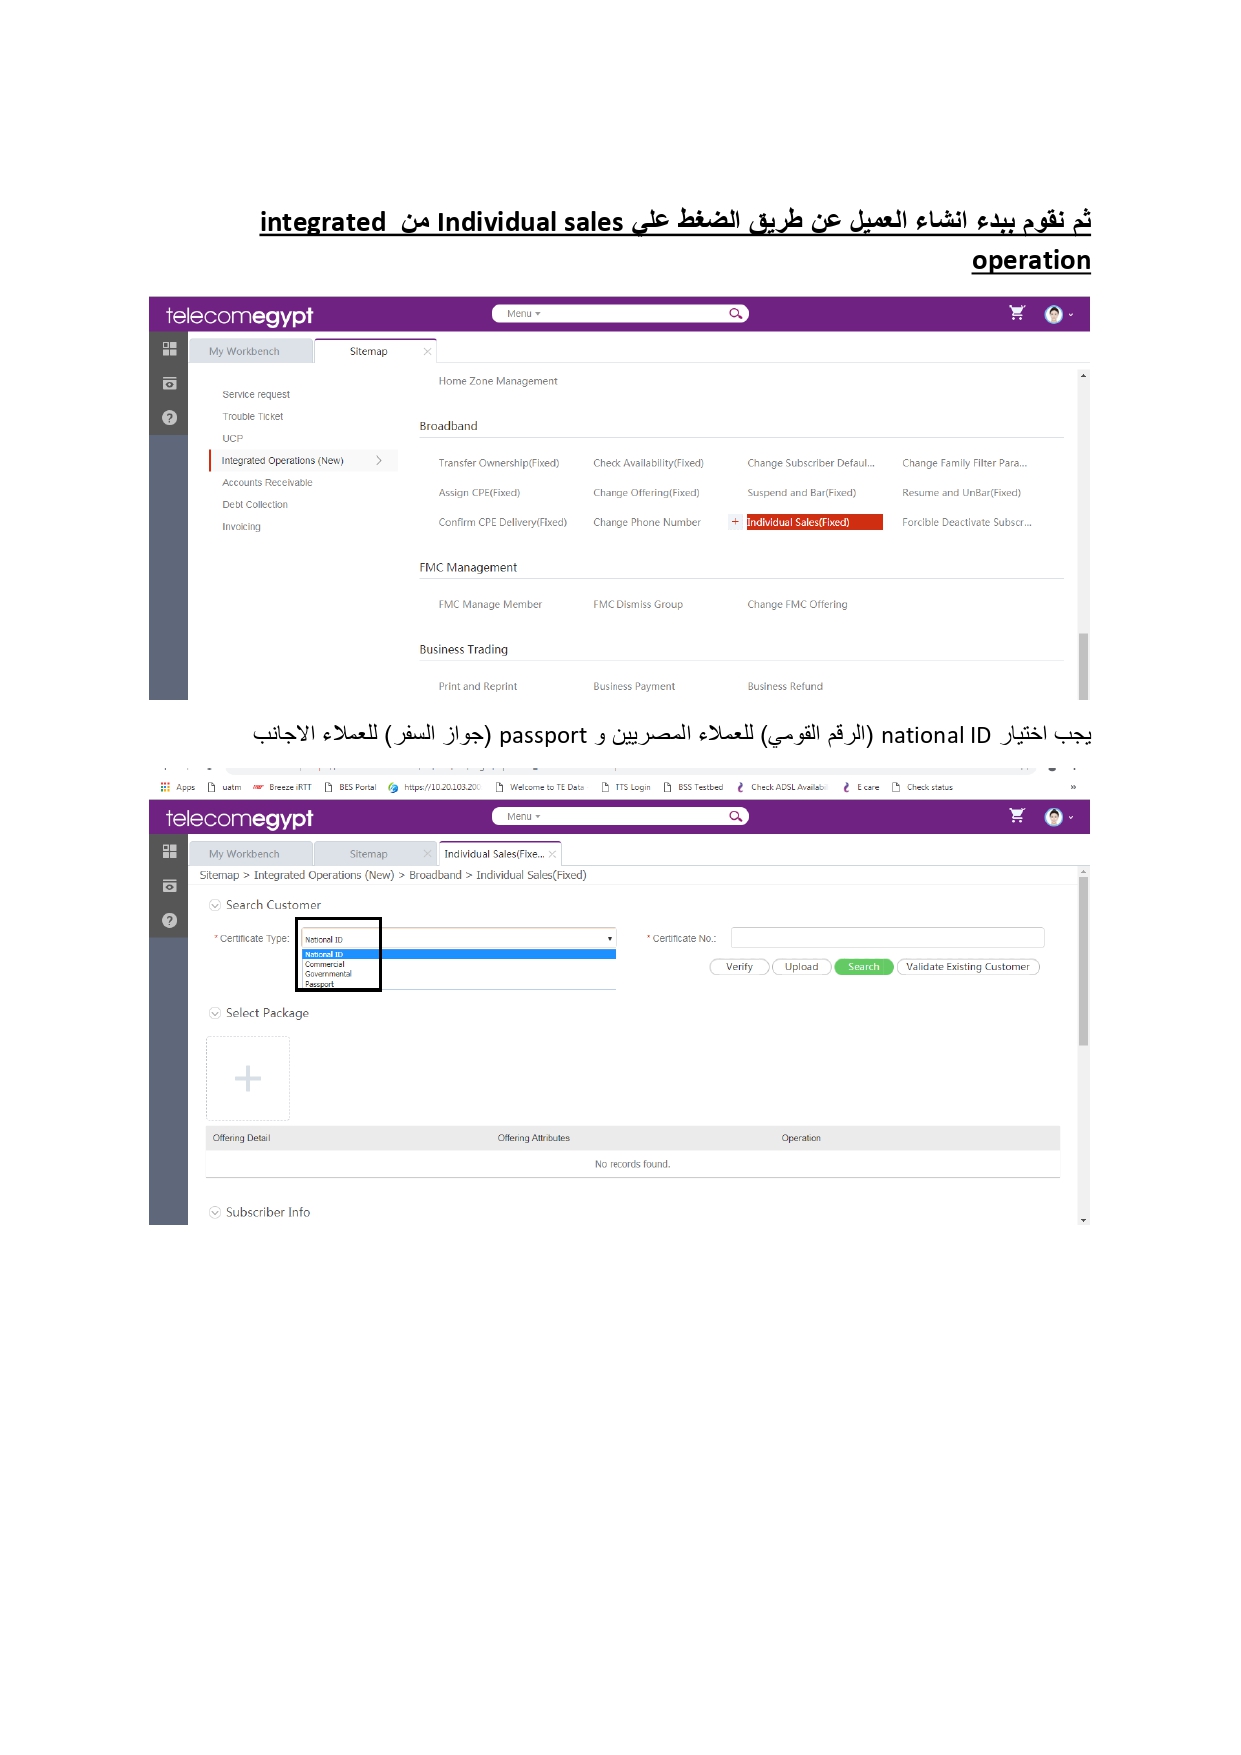 ثم نقوم ببدء انشاء العميل عن طريق الضغط علي Individual sales من integrated
operation
telecomegypt
Menu
My Workbench
Sitemap
Service request
Trouble Ticket
UCP
Integrated Operations (New)
Accounts Receivable
Debt Collection
Invoicing
Home Zone Management
Broadband
Transfer Ownership(Fixed) Check Availability(Fixed) Change Subscriber Defaul... Change Family Filter Para...
Assign CPE(Fixed) Change Offering(Fixed) Suspend and Bar(Fixed) Resume and UnBar(Fixed)
Confirm CPE Delivery(Fixed) Change Phone Number + Individual Sales(Fixed) Forcible Deactivate Subscr...
FMC Management
FMC Manage Member FMC Dismiss Group Change FMC Offering
Business Trading
Print and Reprint Business Payment Business Refund
يجب اختيار national ID (الرقم القومي) للعملاء المصريين و passport (جواز السفر) للعملاء الاجانب
Apps uatm Breeze iRTT BES Portal https://10.20.103.200 Welcome to TE Data TTS Login BSS Testbed Check ADSL Availabil E care Check status »
telecomegypt
Menu
My Workbench Sitemap Individual Sales(Fixe...
Sitemap > Integrated Operations (New) > Broadband > Individual Sales(Fixed)
Search Customer
* Certificate Type: National ID * Certificate No.:
National ID
Commercial
Governmental
Passport
Verify Upload Search Validate Existing Customer
Select Package
Offering Detail Offering Attributes Operation
No records found.
Subscriber Info